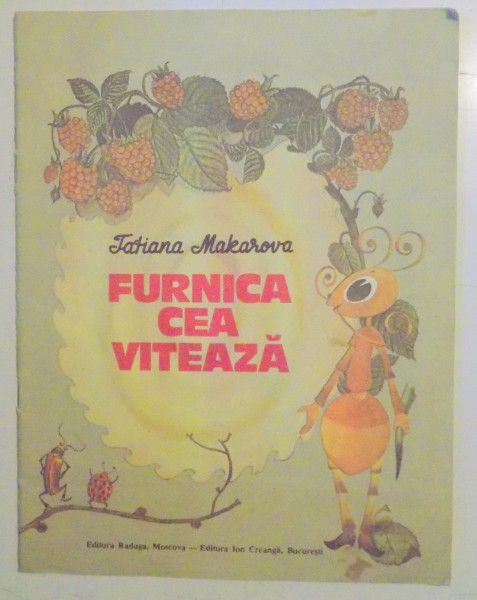 Tatiana Makarova
FURNICA
CEA
VITEAZĂ
Editura Raduga, Moscova — Editura Ion Creangă, București